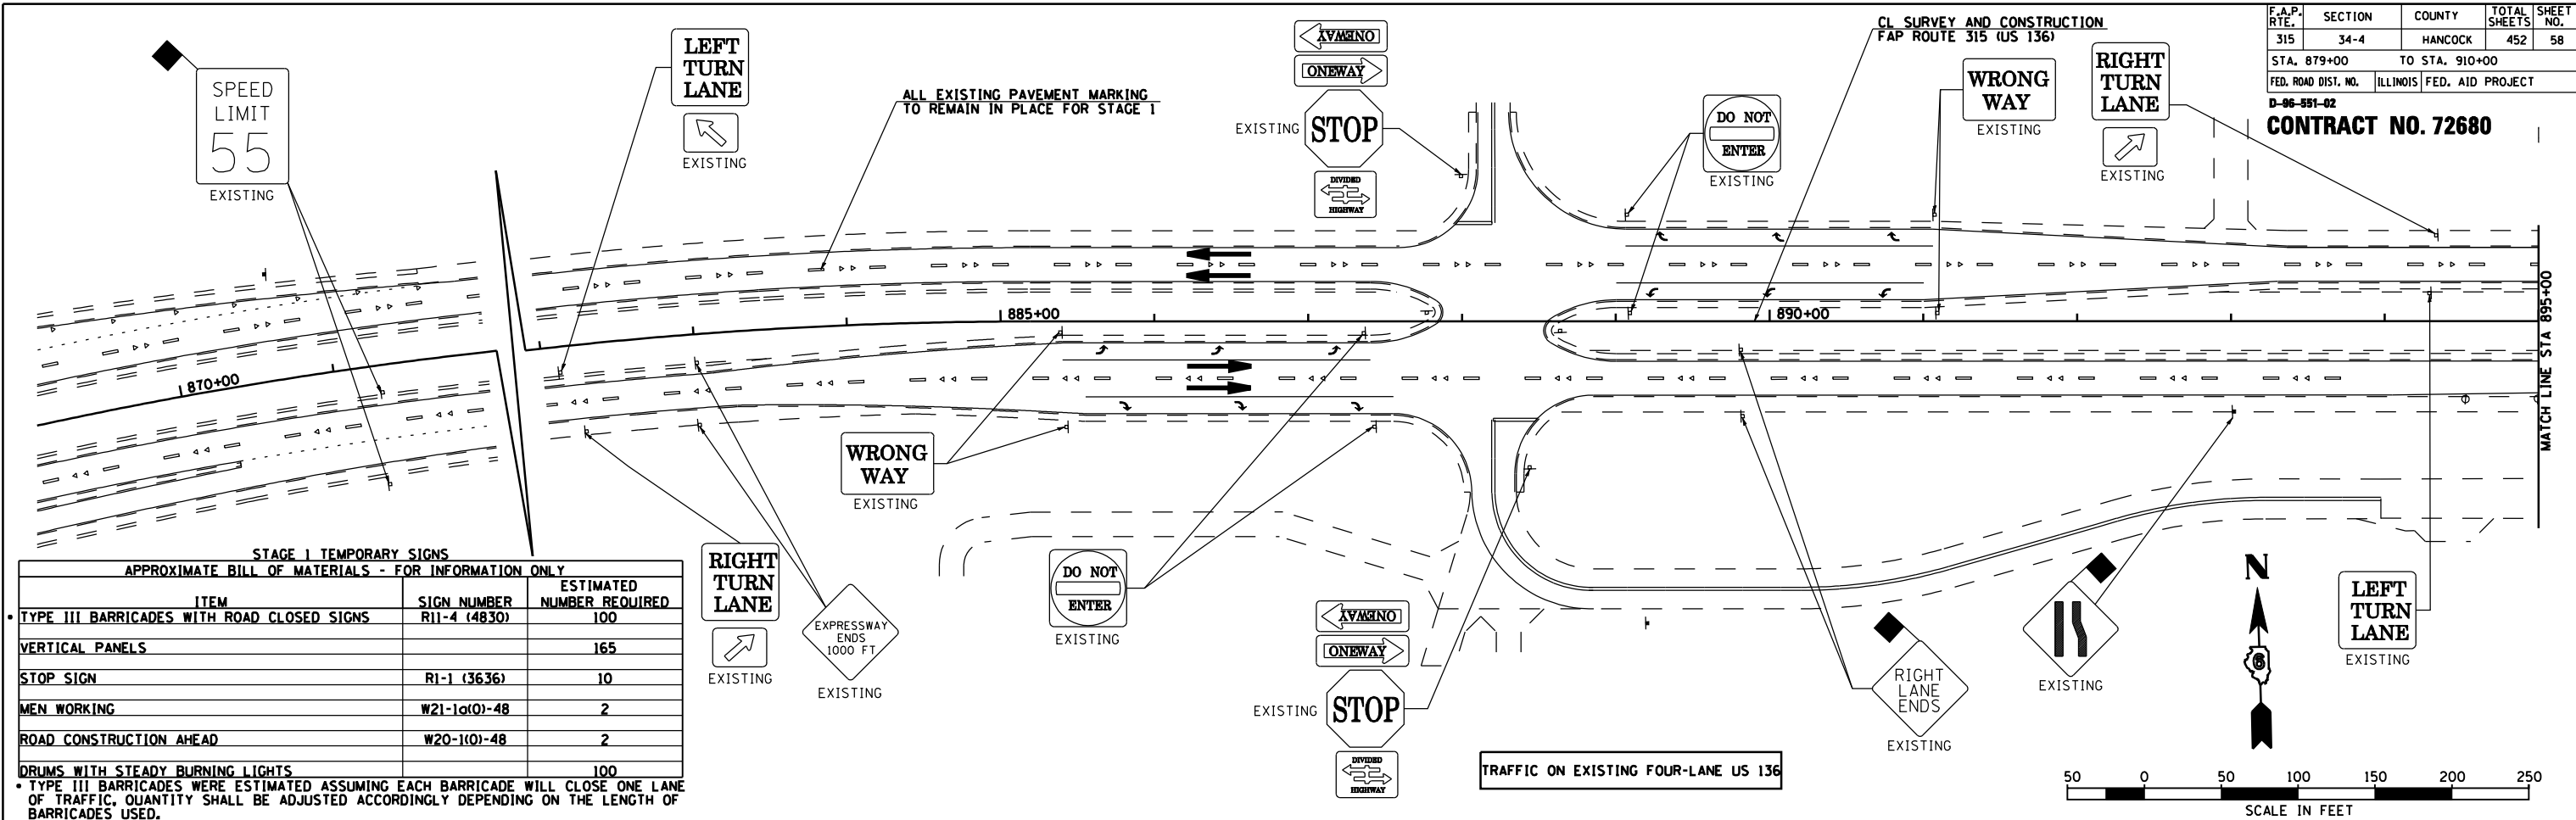 F.A.P. RTE. SECTION COUNTY TOTAL SHEETS SHEET NO.
315 34-4 HANCOCK 452 58
STA. 879+00 TO STA. 910+00
FED. ROAD DIST. NO. ILLINOIS FED. AID PROJECT
D-96-551-02
CONTRACT NO. 72680
SPEED
LIMIT
55
EXISTING
LEFT
TURN
LANE
EXISTING
ALL EXISTING PAVEMENT MARKING
TO REMAIN IN PLACE FOR STAGE 1
ONEWAY
ONEWAY
EXISTING
STOP
DIVIDED
HIGHWAY
CL SURVEY AND CONSTRUCTION
FAP ROUTE 315 (US 136)
DO NOT
ENTER
EXISTING
WRONG
WAY
EXISTING
RIGHT
TURN
LANE
EXISTING
870+00
885+00
890+00
MATCH LINE STA 895+00
WRONG
WAY
EXISTING
RIGHT
TURN
LANE
EXISTING
EXPRESSWAY
ENDS
1000 FT
EXISTING
DO NOT
ENTER
EXISTING
ONEWAY
ONEWAY
EXISTING
STOP
DIVIDED
HIGHWAY
RIGHT
LANE
ENDS
EXISTING
EXISTING
N
6
LEFT
TURN
LANE
EXISTING
STAGE 1 TEMPORARY SIGNS
APPROXIMATE BILL OF MATERIALS - FOR INFORMATION ONLY
ITEM SIGN NUMBER ESTIMATED NUMBER REQUIRED
• TYPE III BARRICADES WITH ROAD CLOSED SIGNS R11-4 (4830) 100
VERTICAL PANELS 165
STOP SIGN R1-1 (3636) 10
MEN WORKING W21-1a(O)-48 2
ROAD CONSTRUCTION AHEAD W20-1(O)-48 2
DRUMS WITH STEADY BURNING LIGHTS 100
• TYPE III BARRICADES WERE ESTIMATED ASSUMING EACH BARRICADE WILL CLOSE ONE LANE
OF TRAFFIC. QUANTITY SHALL BE ADJUSTED ACCORDINGLY DEPENDING ON THE LENGTH OF
BARRICADES USED.
TRAFFIC ON EXISTING FOUR-LANE US 136
50 0 50 100 150 200 250
SCALE IN FEET